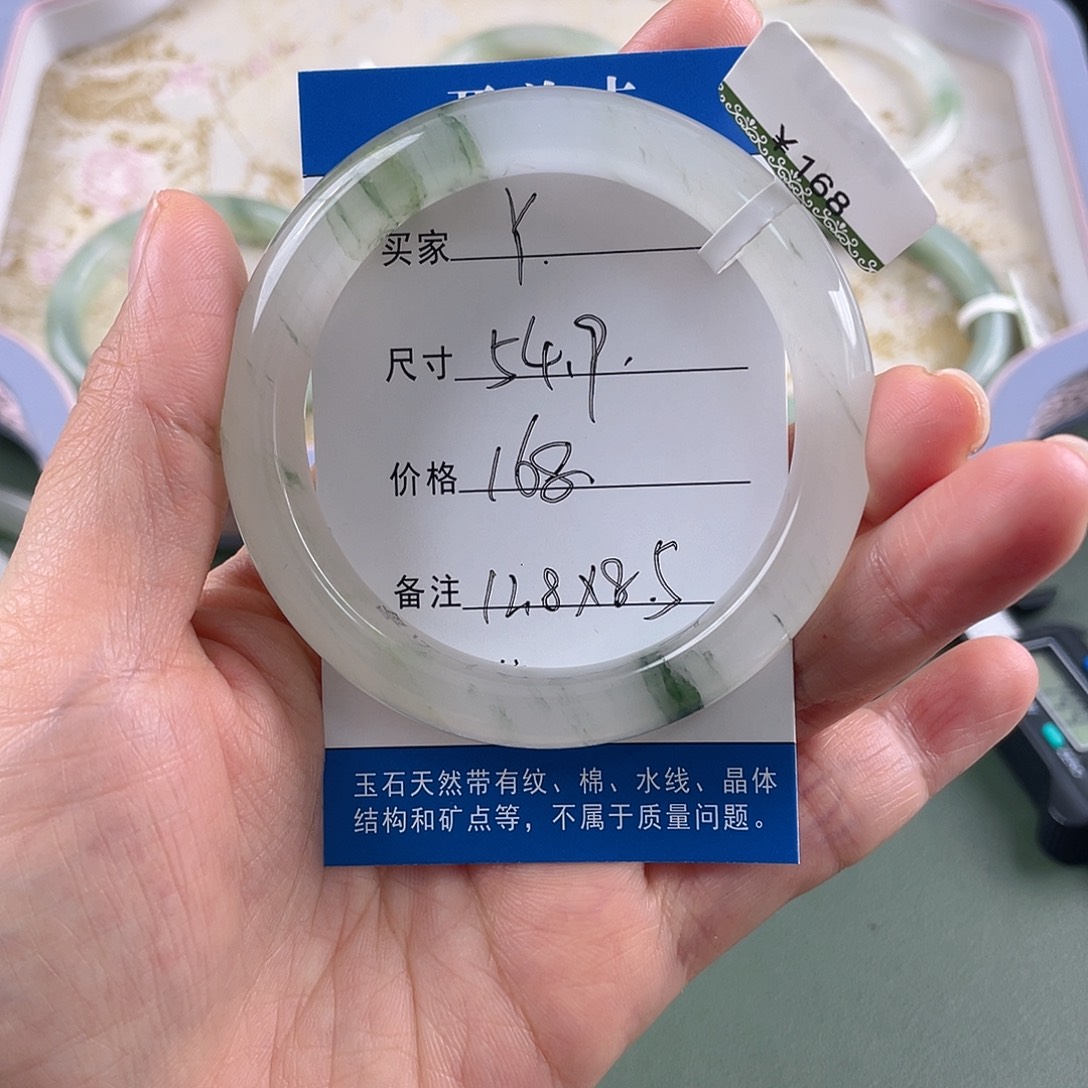 ¥168
买家 Y.
尺寸 54.9.
价格 168.
备注 12.8X8.5
玉石天然带有纹、棉、水线、晶体
结构和矿点等，不属于质量问题。